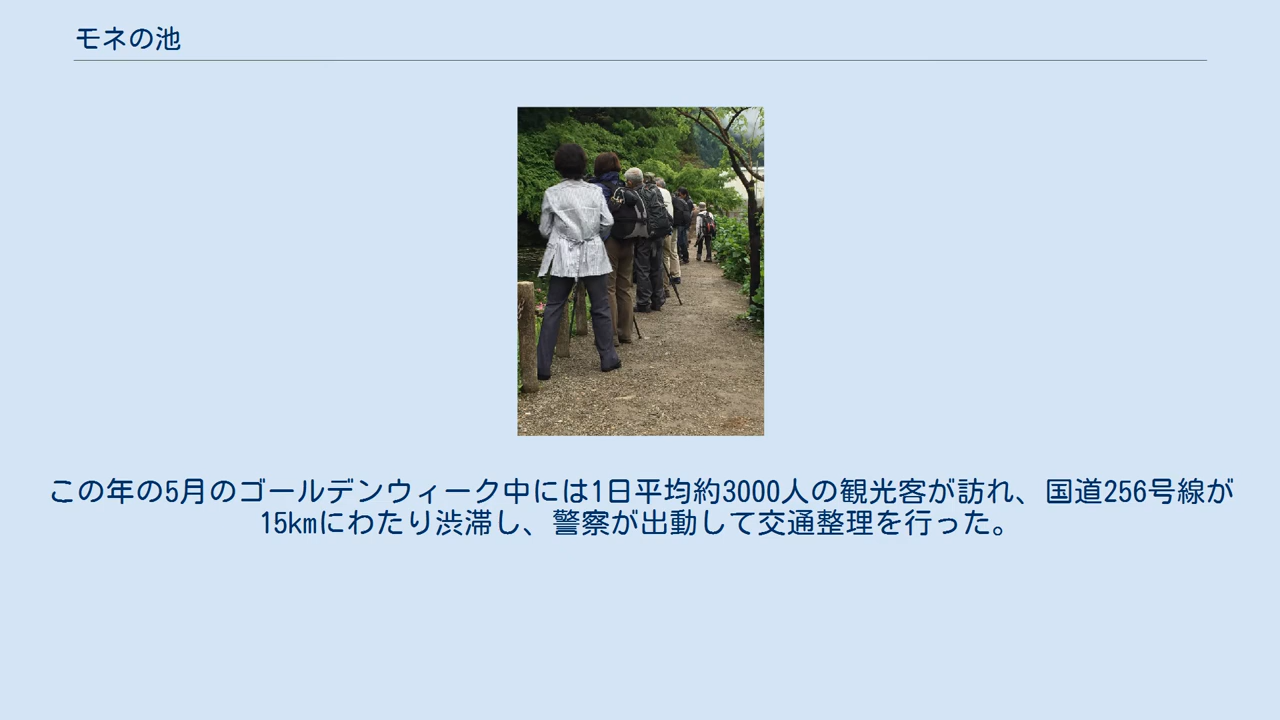 モネの池
この年の5月のゴールデンウィーク中には1日平均約3000人の観光客が訪れ、国道256号線が
15kmにわたり渋滞し、警察が出動して交通整理を行った。